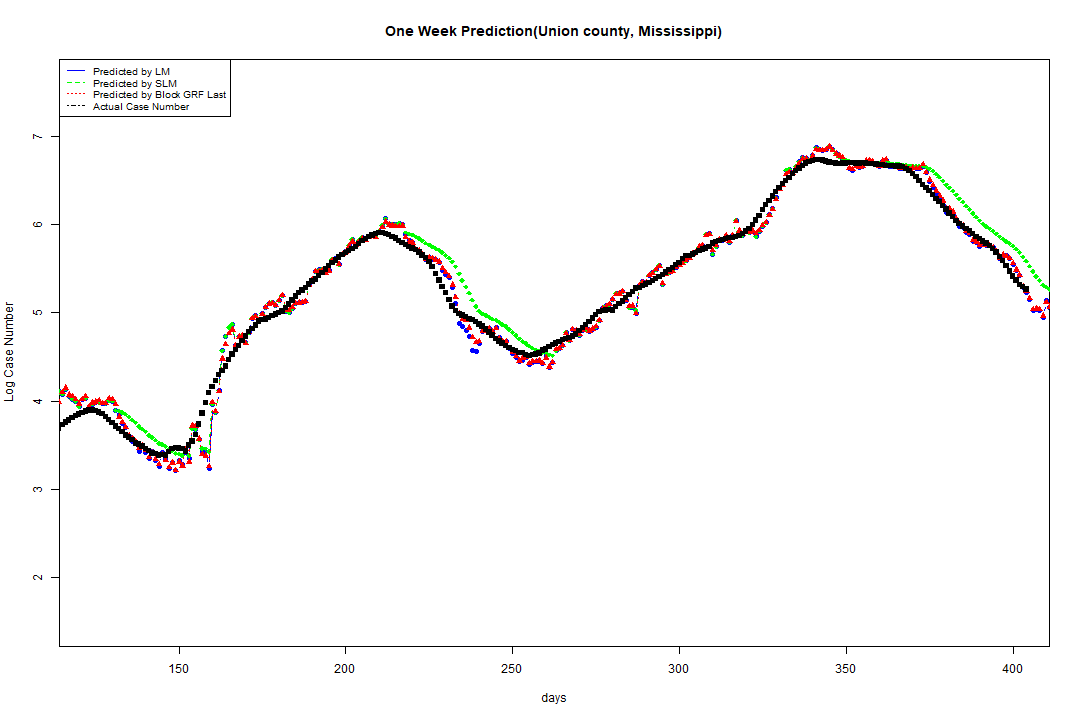 One Week Prediction(Union county, Mississippi)
Predicted by LM
Predicted by SLM
Predicted by Block GRF Last
Actual Case Number
Log Case Number
7
6
5
4
3
2
150 200 250 300 350 400
days